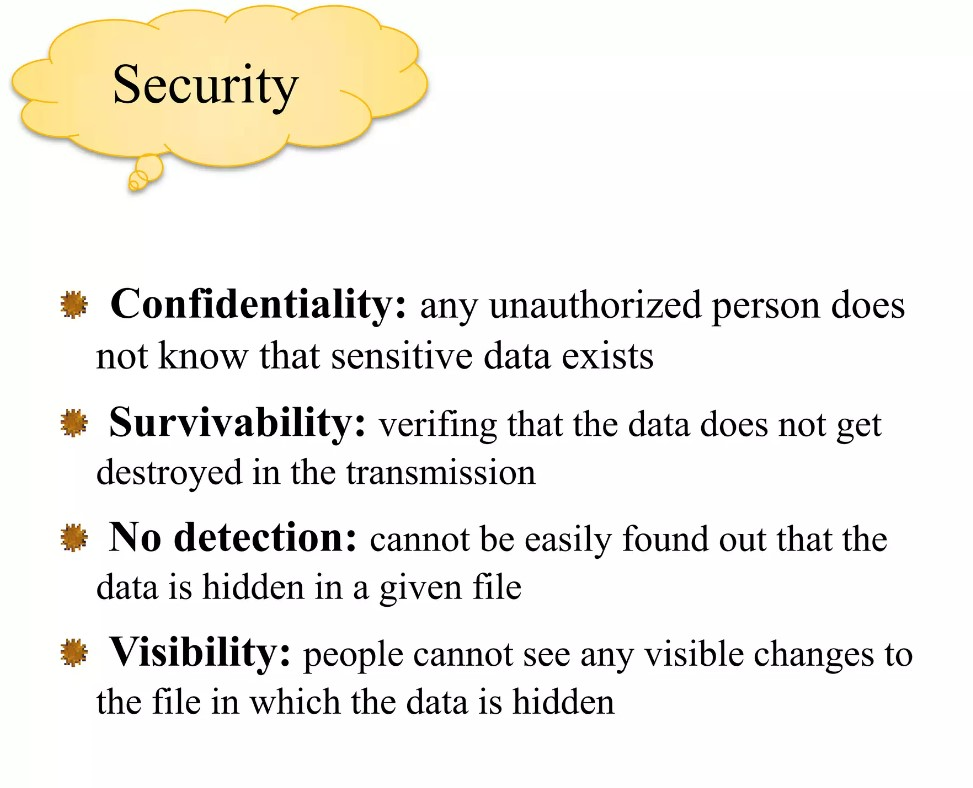 Security
Confidentiality: any unauthorized person does
not know that sensitive data exists
Survivability: verifing that the data does not get
destroyed in the transmission
No detection: cannot be easily found out that the
data is hidden in a given file
Visibility: people cannot see any visible changes to
the file in which the data is hidden